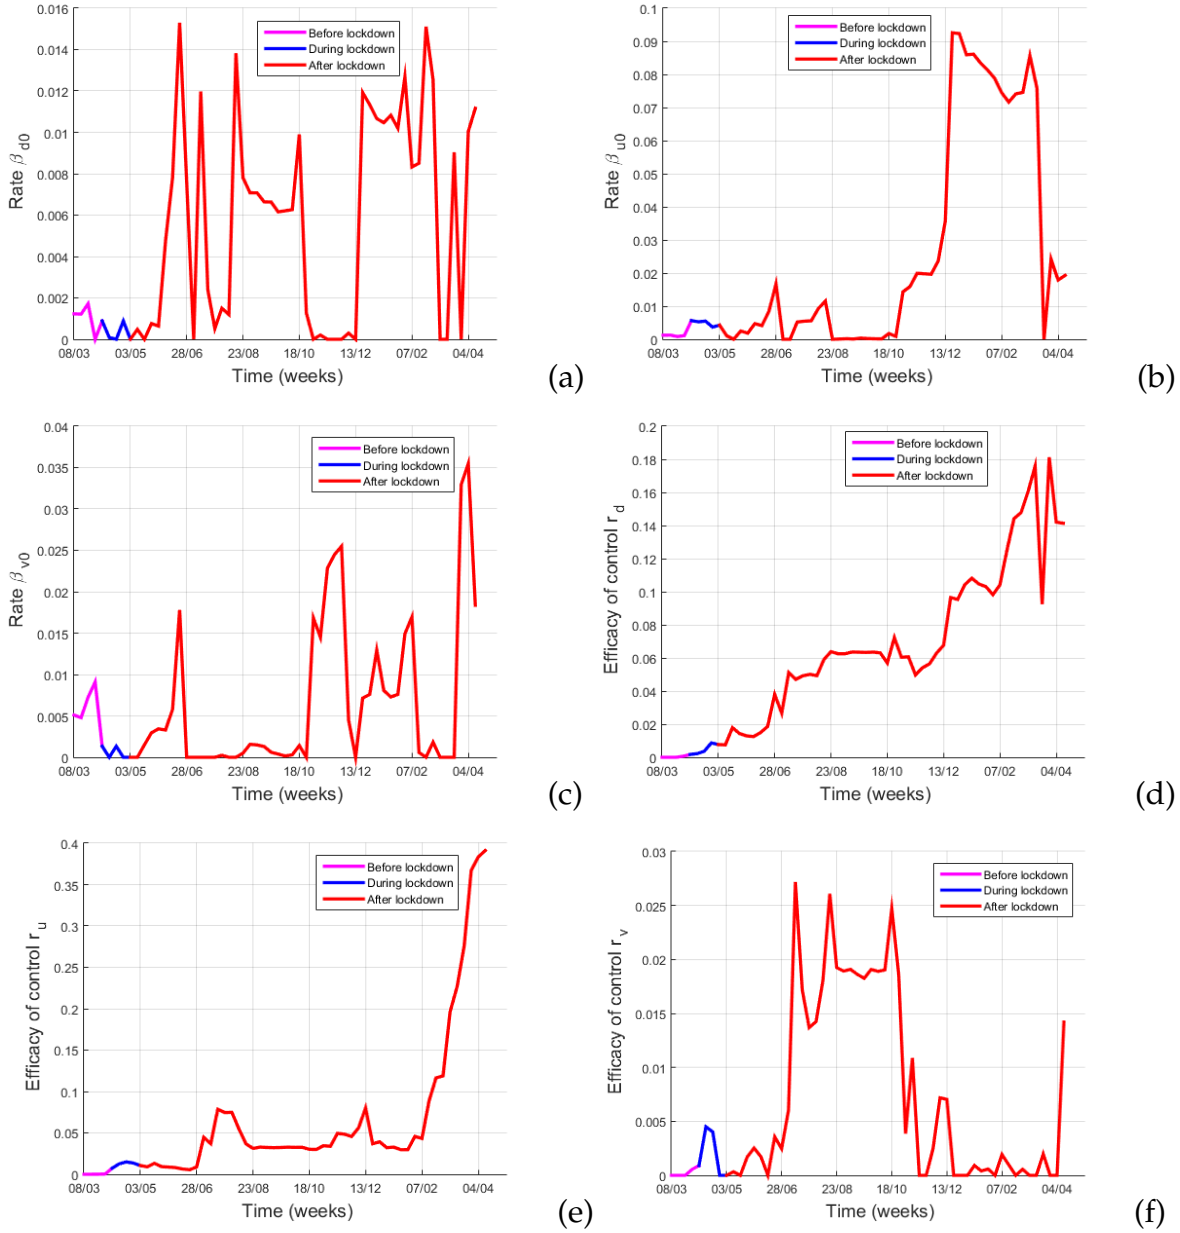 0.016
0.014
0.012
0.01
0.008
0.006
0.004
0.002
0
Rate β d0
Before lockdown
During lockdown
After lockdown
08/03 03/05 28/06 23/08 18/10 13/12 07/02 04/04
Time (weeks)
(a)
0.1
0.09
0.08
0.07
0.06
0.05
0.04
0.03
0.02
0.01
0
Rate β u0
Before lockdown
During lockdown
After lockdown
08/03 03/05 28/06 23/08 18/10 13/12 07/02 04/04
Time (weeks)
(b)
0.04
0.035
0.03
0.025
0.02
0.015
0.01
0.005
0
Rate β v0
Before lockdown
During lockdown
After lockdown
08/03 03/05 28/06 23/08 18/10 13/12 07/02 04/04
Time (weeks)
(c)
0.2
0.18
0.16
0.14
0.12
0.1
0.08
0.06
0.04
0.02
0
Efficacy of control r d
Before lockdown
During lockdown
After lockdown
08/03 03/05 28/06 23/08 18/10 13/12 07/02 04/04
Time (weeks)
(d)
0.4
0.35
0.3
0.25
0.2
0.15
0.1
0.05
0
Efficacy of control r u
Before lockdown
During lockdown
After lockdown
08/03 03/05 28/06 23/08 18/10 13/12 07/02 04/04
Time (weeks)
(e)
0.03
0.025
0.02
0.015
0.01
0.005
0
Efficacy of control r v
Before lockdown
During lockdown
After lockdown
08/03 03/05 28/06 23/08 18/10 13/12 07/02 04/04
Time (weeks)
(f)